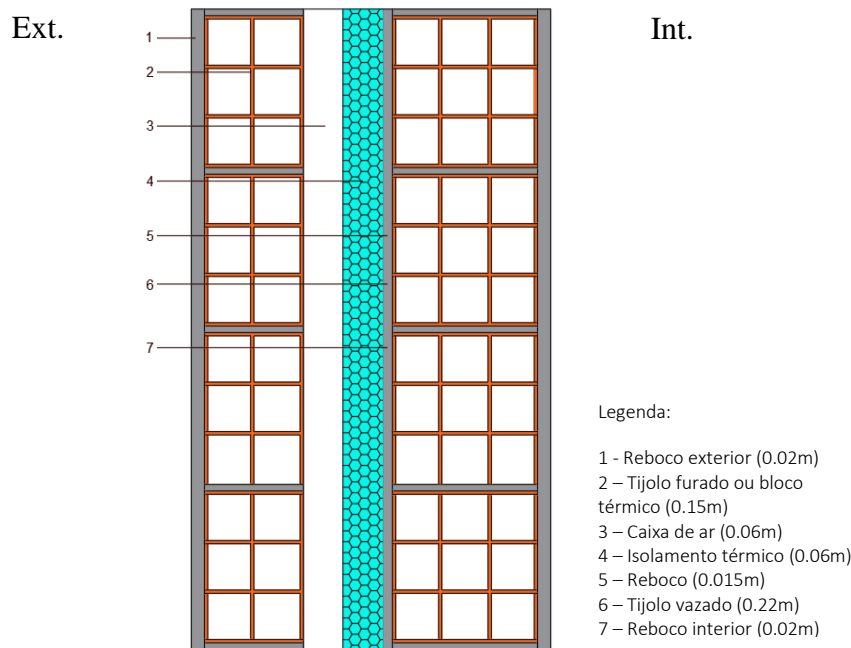 Ext.
Int.
1
2
3
4
5
6
7
Legenda:
1 - Reboco exterior (0.02m)
2 – Tijolo furado ou bloco
térmico (0.15m)
3 – Caixa de ar (0.06m)
4 – Isolamento térmico (0.06m)
5 – Reboco (0.015m)
6 – Tijolo vazado (0.22m)
7 – Reboco interior (0.02m)